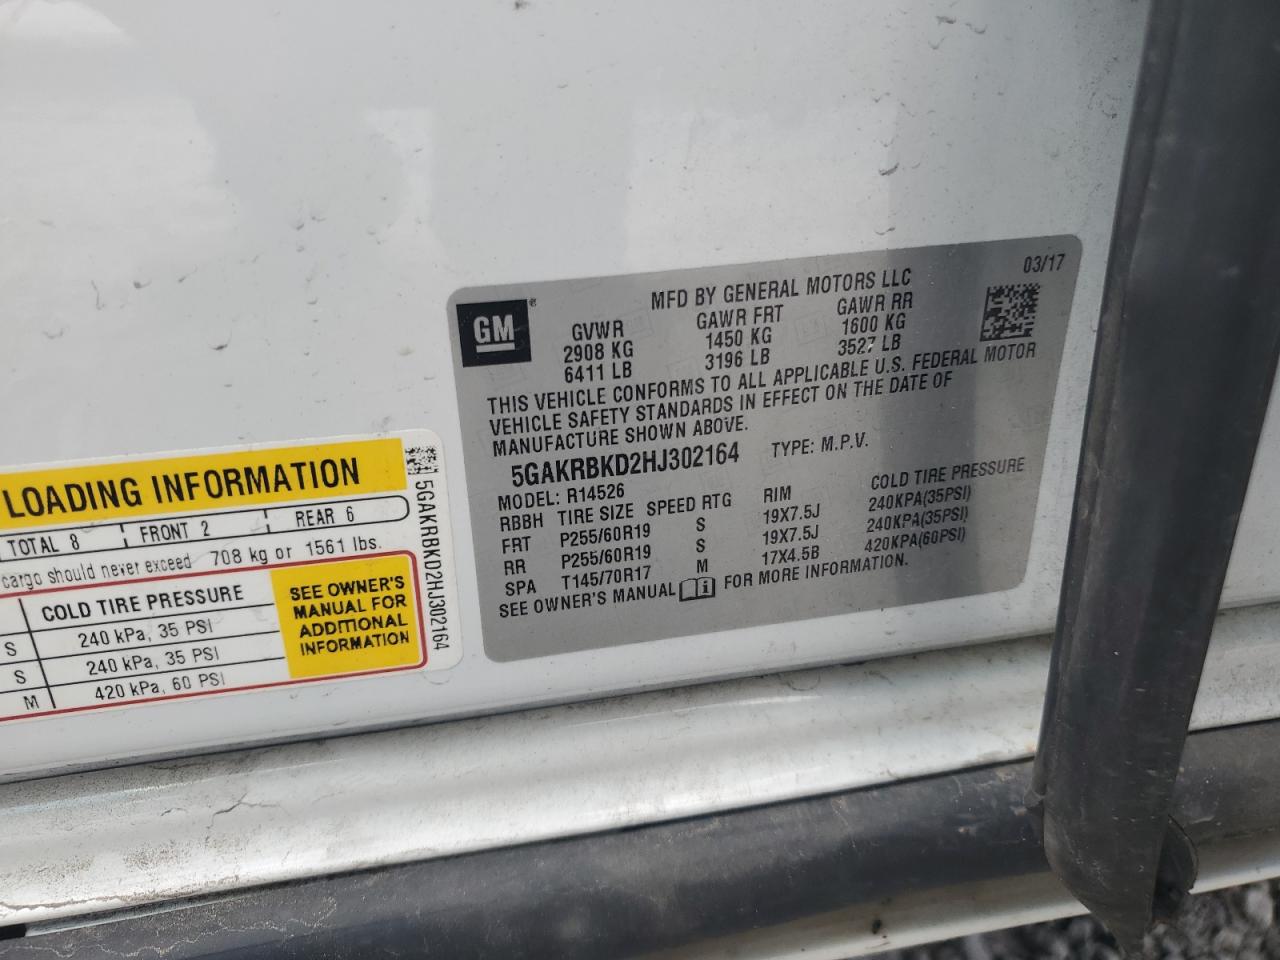 GM
®
MFD BY GENERAL MOTORS LLC
03/17
GVWR GAWR FRT GAWR RR
2908 KG 1450 KG 1600 KG
6411 LB 3196 LB 3527 LB
THIS VEHICLE CONFORMS TO ALL APPLICABLE U.S. FEDERAL MOTOR
VEHICLE SAFETY STANDARDS IN EFFECT ON THE DATE OF
MANUFACTURE SHOWN ABOVE.
5GAKRBKD2HJ302164 TYPE: M.P.V.
MODEL: R14526
RBBH TIRE SIZE SPEED RTG RIM COLD TIRE PRESSURE
FRT P255/60R19 S 19X7.5J 240KPA(35PSI)
RR P255/60R19 S 19X7.5J 240KPA(35PSI)
SPA T145/70R17 M 17X4.5B 420KPA(60PSI)
SEE OWNER'S MANUAL i FOR MORE INFORMATION.
LOADING INFORMATION
TOTAL 8 FRONT 2 REAR 6
cargo should never exceed 708 kg or 1561 lbs.
COLD TIRE PRESSURE
S 240 kPa, 35 PSI
S 240 kPa, 35 PSI
M 420 kPa, 60 PSI
SEE OWNER'S
MANUAL FOR
ADDITIONAL
INFORMATION
5GAKRBKD2HJ302164